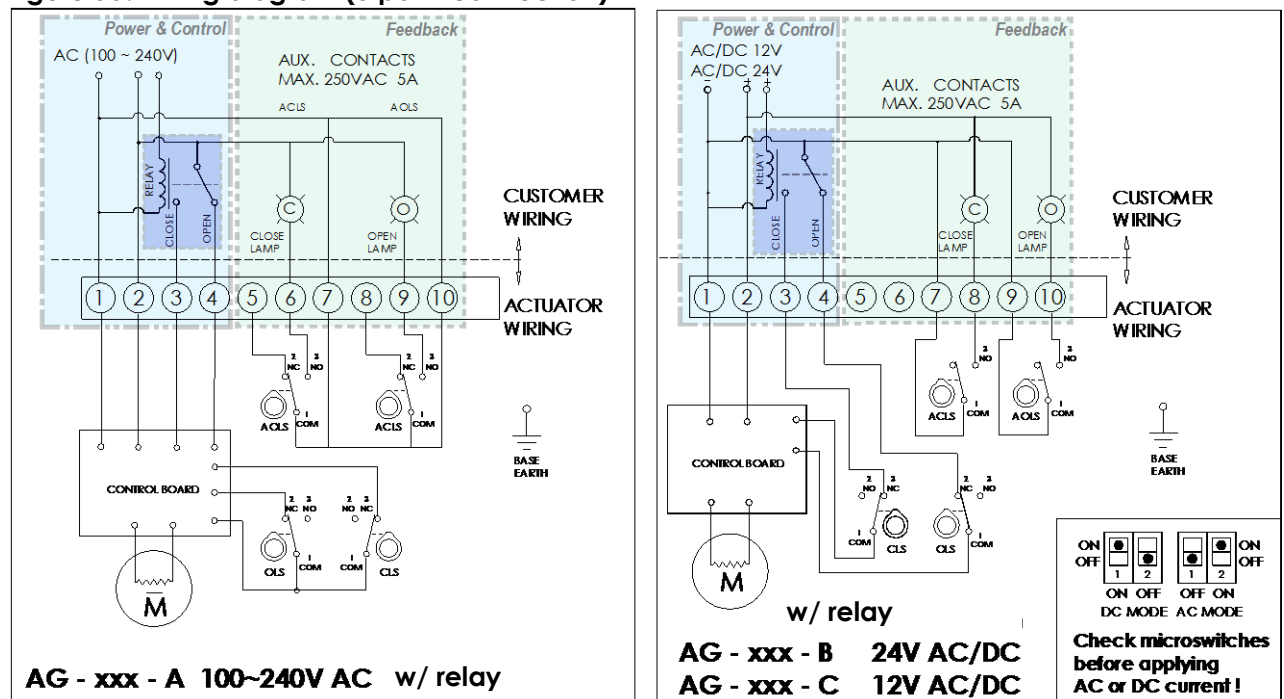 Power & Control
Feedback
AC (100 ~ 240V)
AUX. CONTACTS
MAX. 250VAC 5A
ACLS
AOLS
RELAY
CLOSE
OPEN
C
O
CLOSE
LAMP
OPEN
LAMP
CUSTOMER
WIRING
1 2 3 4 5 6 7 8 9 10
ACTUATOR
WIRING
2 3
NC NO
2 3
NC NO
1
ACLS COM
1
ACLS COM
BASE
EARTH
CONTROL BOARD
2 3
NC NO
2 3
NO NC
1
OLS COM
1
COM CLS
M
AG - xxx - A 100~240V AC w/ relay
Power & Control
Feedback
AC/DC 12V
AC/DC 24V
- + +
AUX. CONTACTS
MAX. 250VAC 5A
RELAY
CLOSE
OPEN
C
O
CLOSE
LAMP
OPEN
LAMP
CUSTOMER
WIRING
1 2 3 4 5 6 7 8 9 10
ACTUATOR
WIRING
2
NC
3
NO
2
NC
3
NO
1
ACLS COM
1
AOLS COM
BASE
EARTH
CONTROL BOARD
2 3
NO NC
2 3
NC NO
1
COM CLS
1
OLS COM
M
w/ relay
AG - xxx - B 24V AC/DC
AG - xxx - C 12V AC/DC
ON
OFF
1 2
1 2
ON
OFF
ON OFF OFF ON
DC MODE AC MODE
Check microswitches
before applying
AC or DC current !